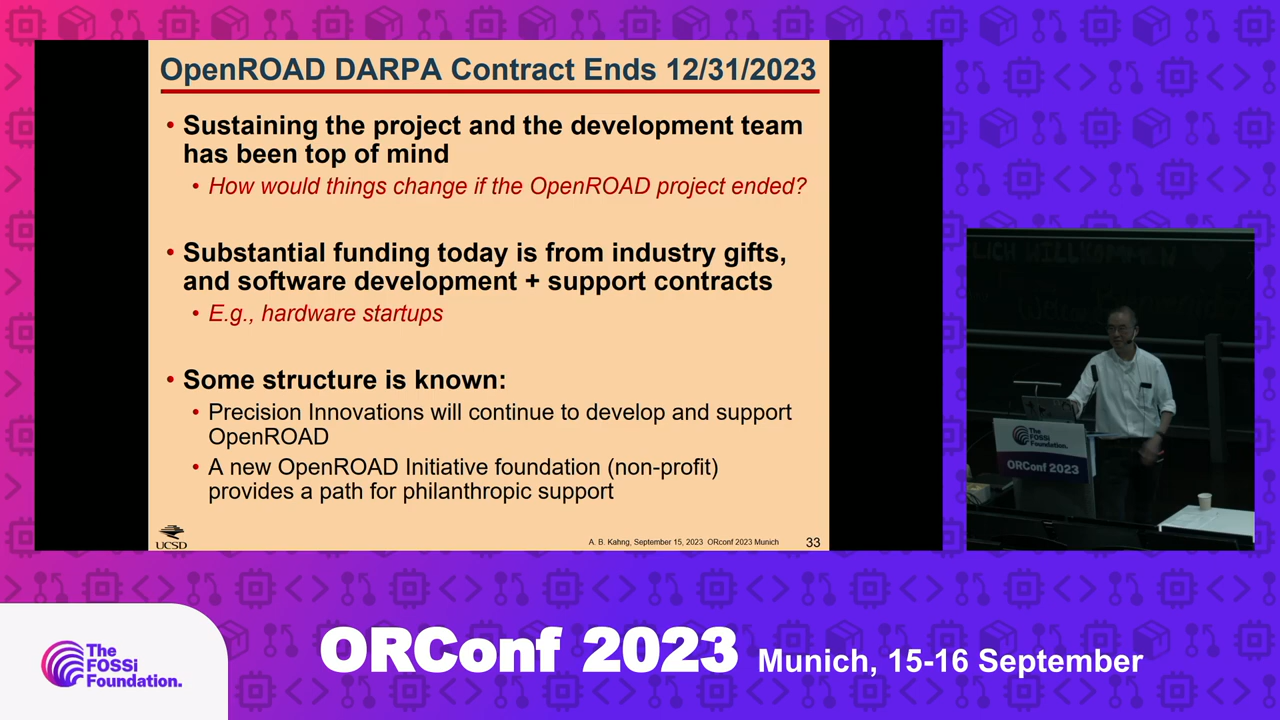 OpenROAD DARPA Contract Ends 12/31/2023
• Sustaining the project and the development team
has been top of mind
• How would things change if the OpenROAD project ended?
• Substantial funding today is from industry gifts,
and software development + support contracts
• E.g., hardware startups
• Some structure is known:
• Precision Innovations will continue to develop and support
OpenROAD
• A new OpenROAD Initiative foundation (non-profit)
provides a path for philanthropic support
UCSD
A. B. Kahng, September 15, 2023 ORconf 2023 Munich
33
LICH WILLKOMMEN
The
FOSSi
Foundation.
ORConf 2023
The
FOSSi
Foundation.
ORConf 2023 Munich, 15-16 September